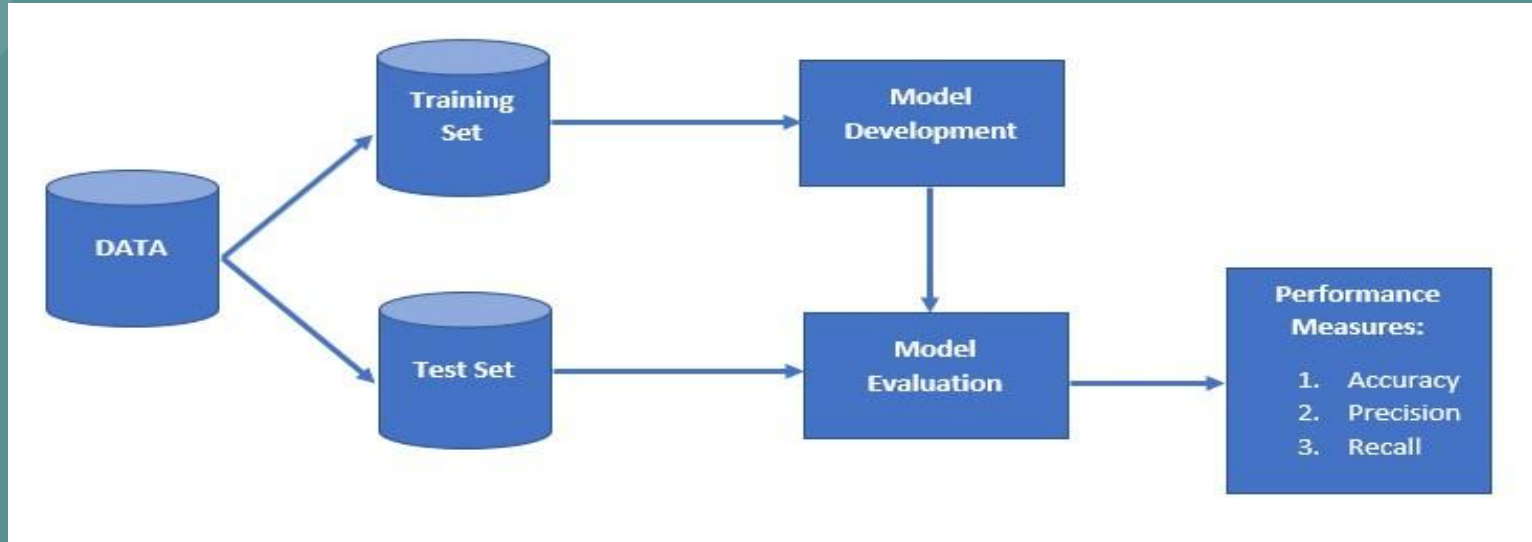 DATA
Training
Set
Model
Development
Test Set
Model
Evaluation
Performance
Measures:
1. Accuracy
2. Precision
3. Recall